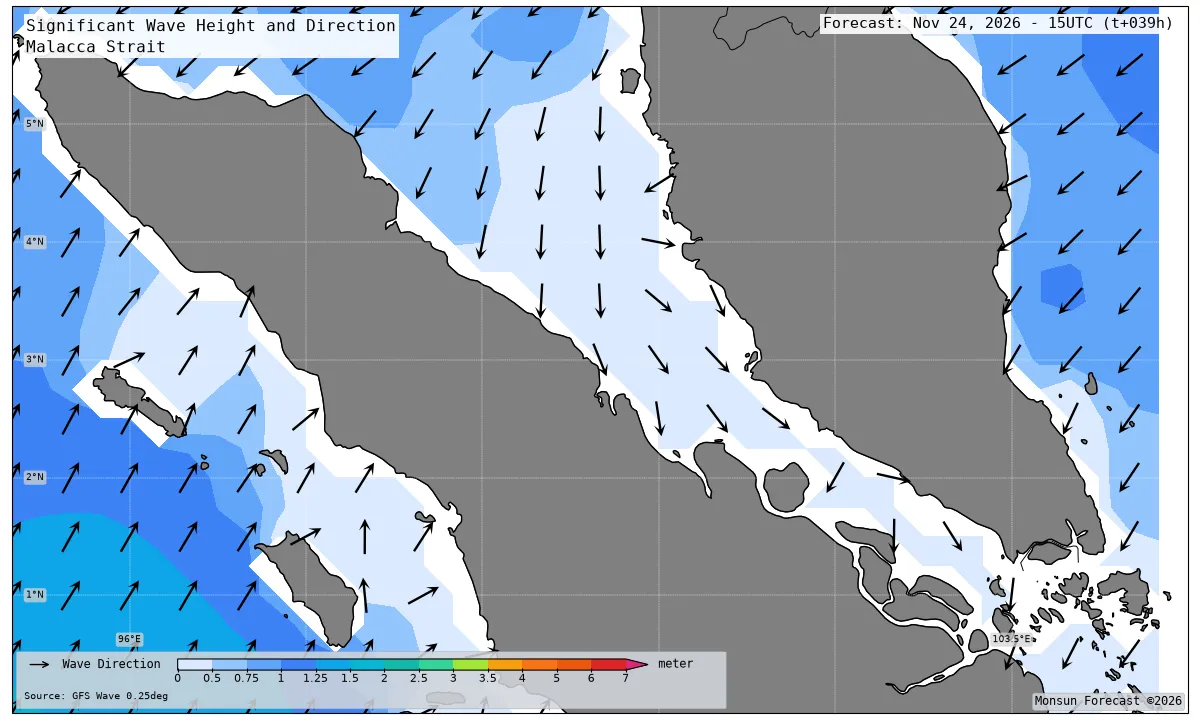 Significant Wave Height and Direction
Malacca Strait
Forecast: Nov 24, 2026 - 15UTC (t+039h)
5°N
4°N
3°N
2°N
1°N
96°E
103.5°E
Wave Direction
0 0.5 0.75 1 1.25 1.5 2 2.5 3 3.5 4 5 6 7
meter
Source: GFS Wave 0.25deg
Monsun Forecast ©2026